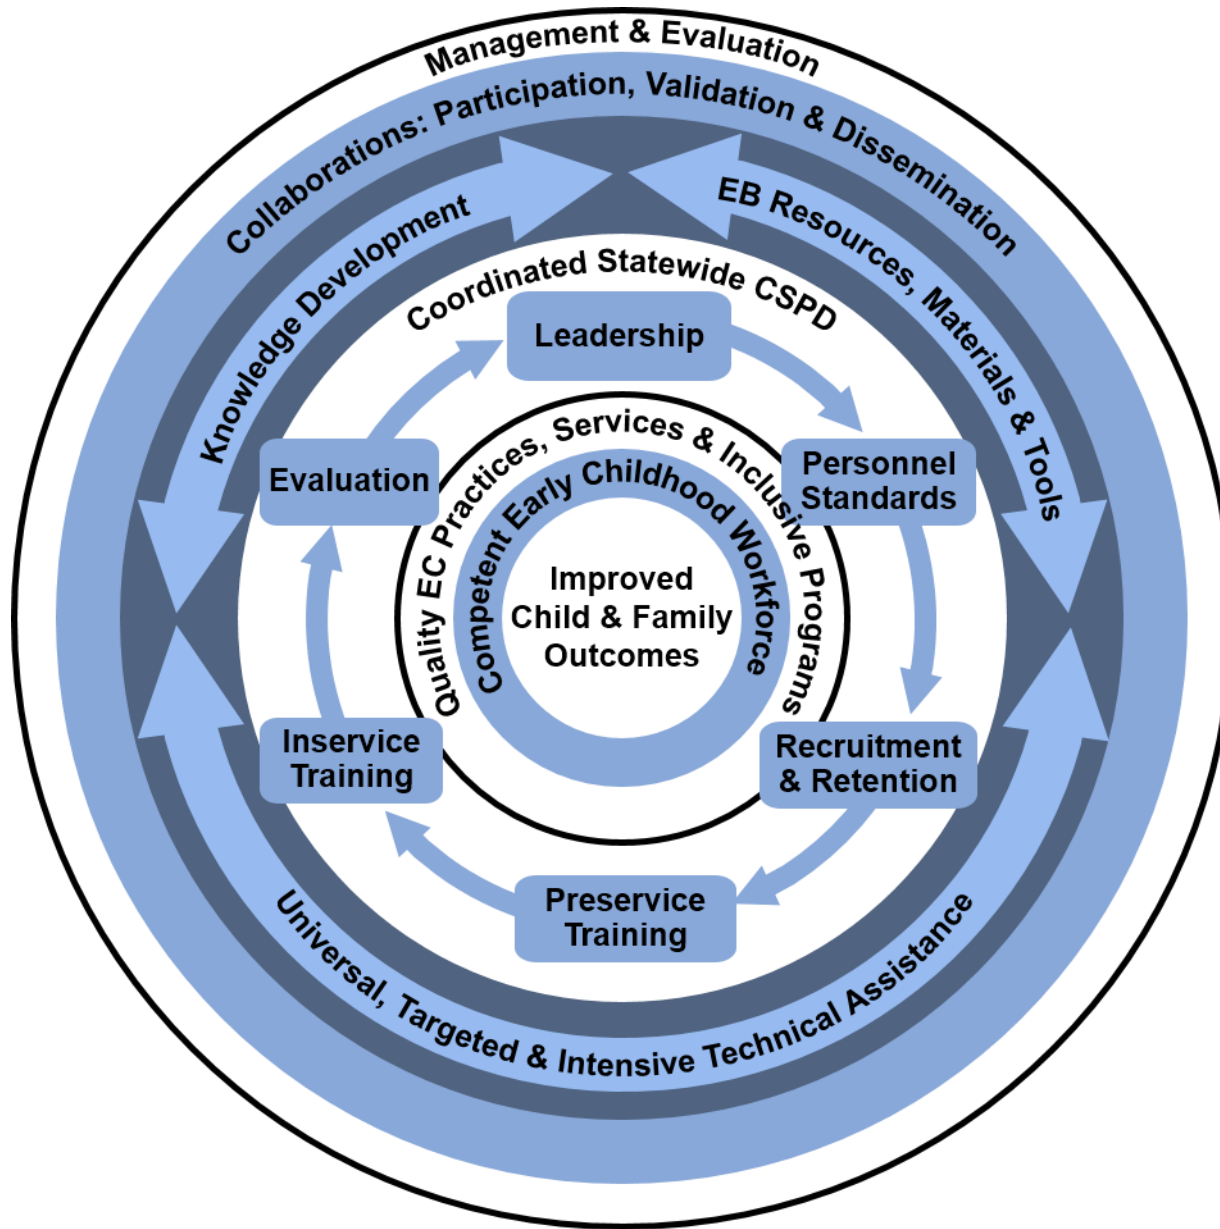 Management & Evaluation
Collaborations: Participation, Validation & Dissemination
Knowledge Development
EB Resources, Materials & Tools
Universal, Targeted & Intensive Technical Assistance
Coordinated Statewide CSPD
Leadership
Personnel
Standards
Recruitment
& Retention
Preservice
Training
Inservice
Training
Evaluation
Quality EC Practices, Services & Inclusive Programs
Competent Early Childhood Workforce
Improved
Child & Family
Outcomes